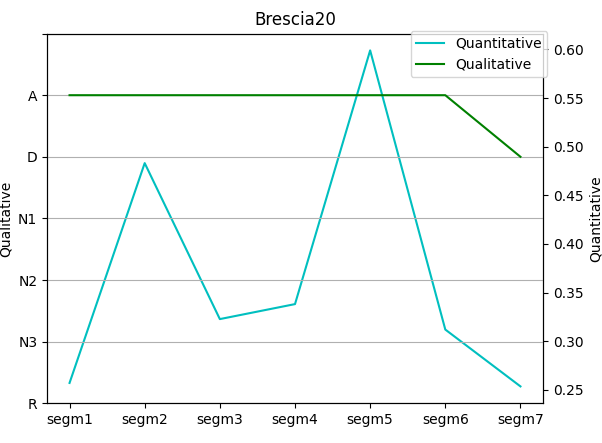 Brescia20
Quantitative
Qualitative
A
D
N1
N2
N3
R
Qualitative
0.60
0.55
0.50
0.45
0.40
0.35
0.30
0.25
Quantitative
segm1 segm2 segm3 segm4 segm5 segm6 segm7